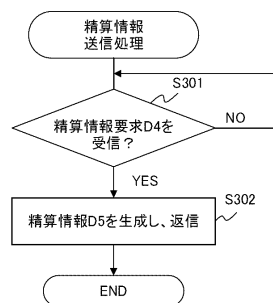 精算情報
送信処理
S301
精算情報要求D4を
受信？
NO
YES
S302
精算情報D5を生成し、返信
END